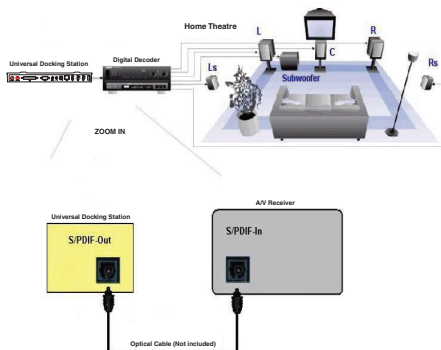 Home Theatre
L
R
Universal Docking Station
Digital Decoder
C
Ls
Subwoofer
Rs
ZOOM IN
Universal Docking Station
A/V Receiver
S/PDIF-Out
S/PDIF-In
Optical Cable (Not included)